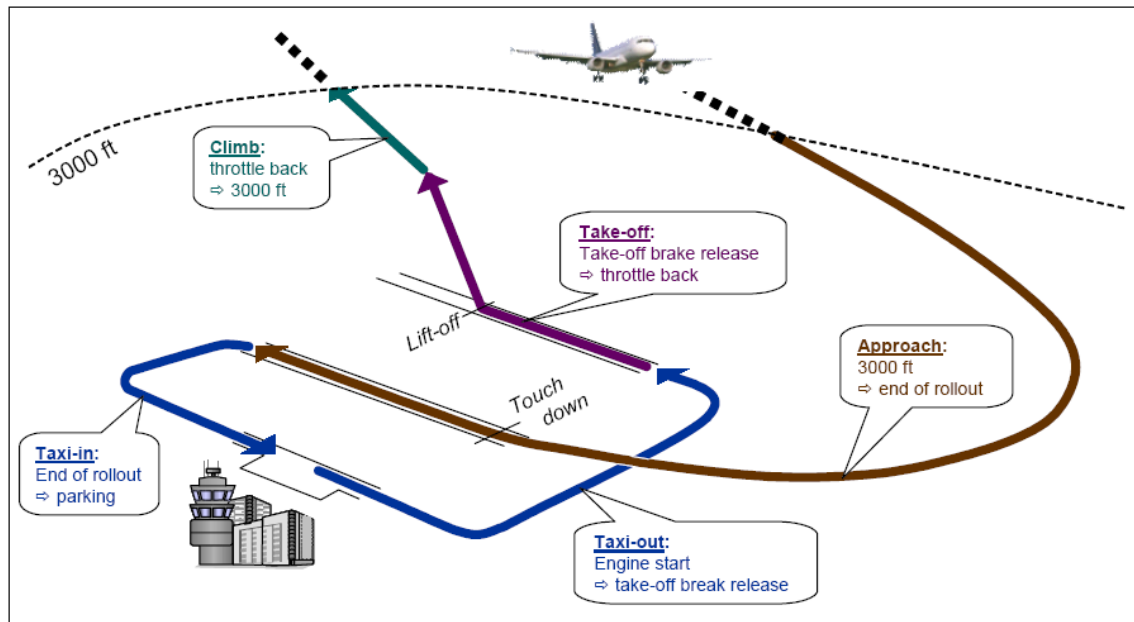 3000 ft
Climb:
throttle back
⇨ 3000 ft
Take-off:
Take-off brake release
⇨ throttle back
Lift-off
Approach:
3000 ft
⇨ end of rollout
Touch
down
Taxi-in:
End of rollout
⇨ parking
Taxi-out:
Engine start
⇨ take-off break release